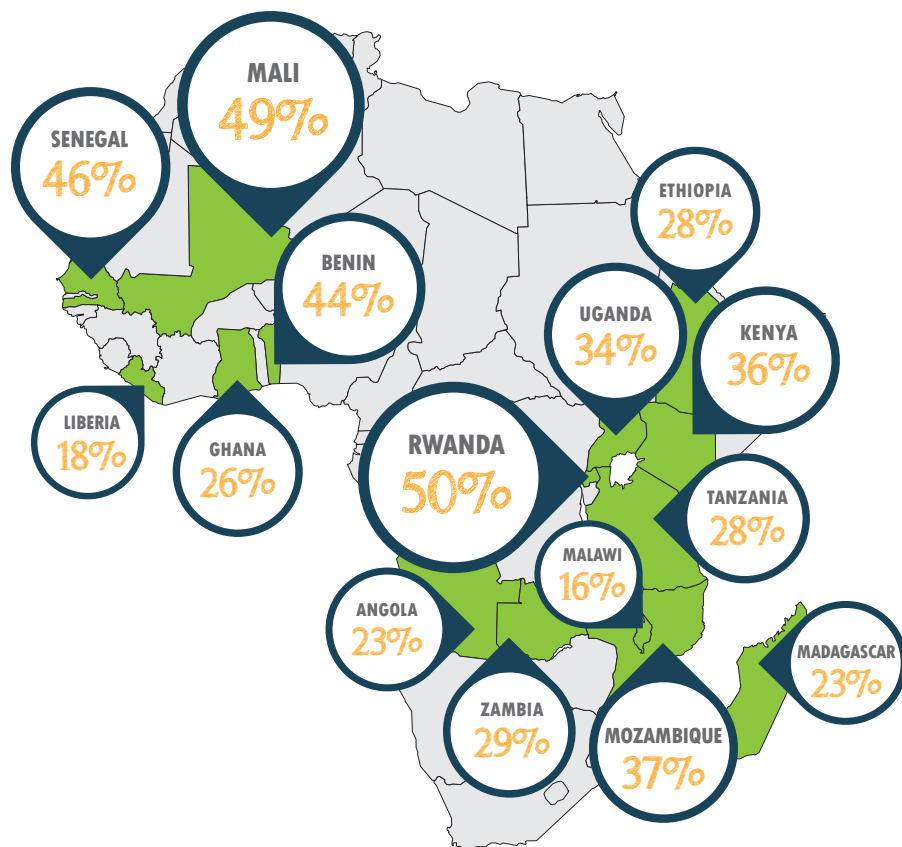 MALI
49%
SENEGAL
46%
ETHIOPIA
28%
BENIN
44%
UGANDA
34%
KENYA
36%
LIBERIA
18%
GHANA
26%
RWANDA
50%
TANZANIA
28%
MALAWI
16%
ANGOLA
23%
MADAGASCAR
23%
ZAMBIA
29%
MOZAMBIQUE
37%